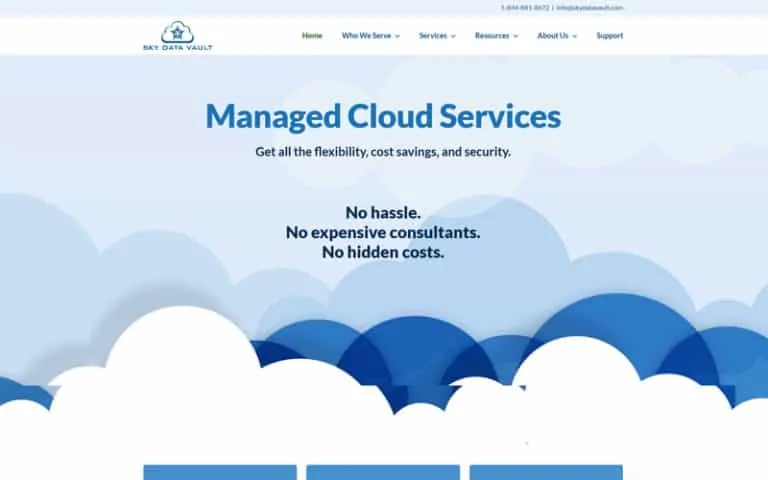 1-844-881-8672 | info@skydatavault.com
SKY DATA VAULT
Home Who We Serve Services Resources About Us Support
Managed Cloud Services
Get all the flexibility, cost savings, and security.
No hassle.
No expensive consultants.
No hidden costs.